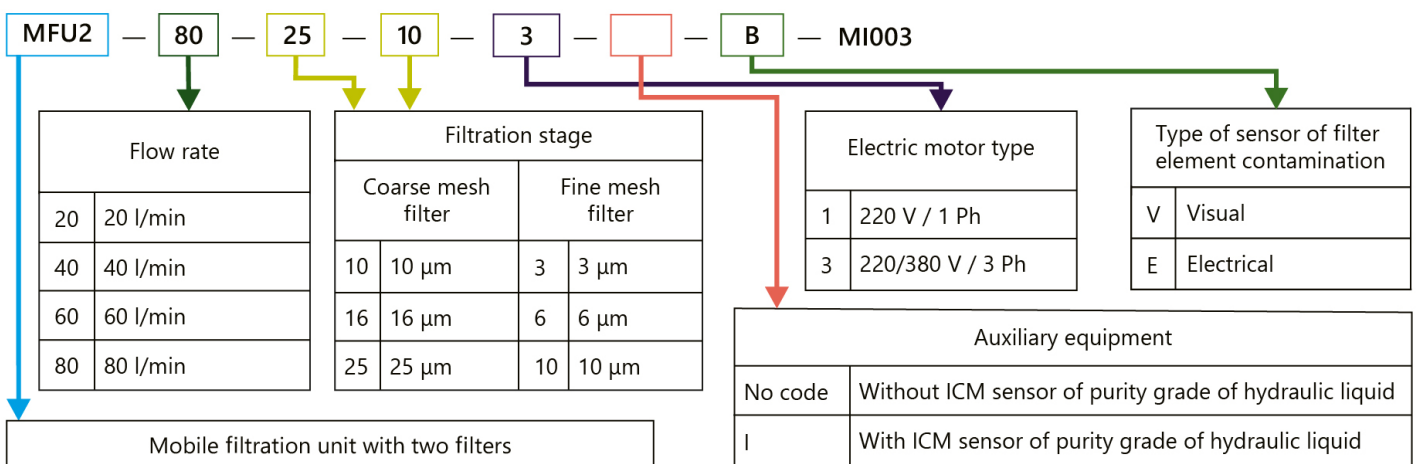 MFU2 — 80 — 25 — 10 — 3 — — B — MI003
Flow rate
20 20 l/min
40 40 l/min
60 60 l/min
80 80 l/min
Filtration stage
Coarse mesh
filter
Fine mesh
filter
10 10 µm 3 3 µm
16 16 µm 6 6 µm
25 25 µm 10 10 µm
Electric motor type
1 220 V / 1 Ph
3 220/380 V / 3 Ph
Type of sensor of filter
element contamination
V Visual
E Electrical
Auxiliary equipment
No code Without ICM sensor of purity grade of hydraulic liquid
I With ICM sensor of purity grade of hydraulic liquid
Mobile filtration unit with two filters